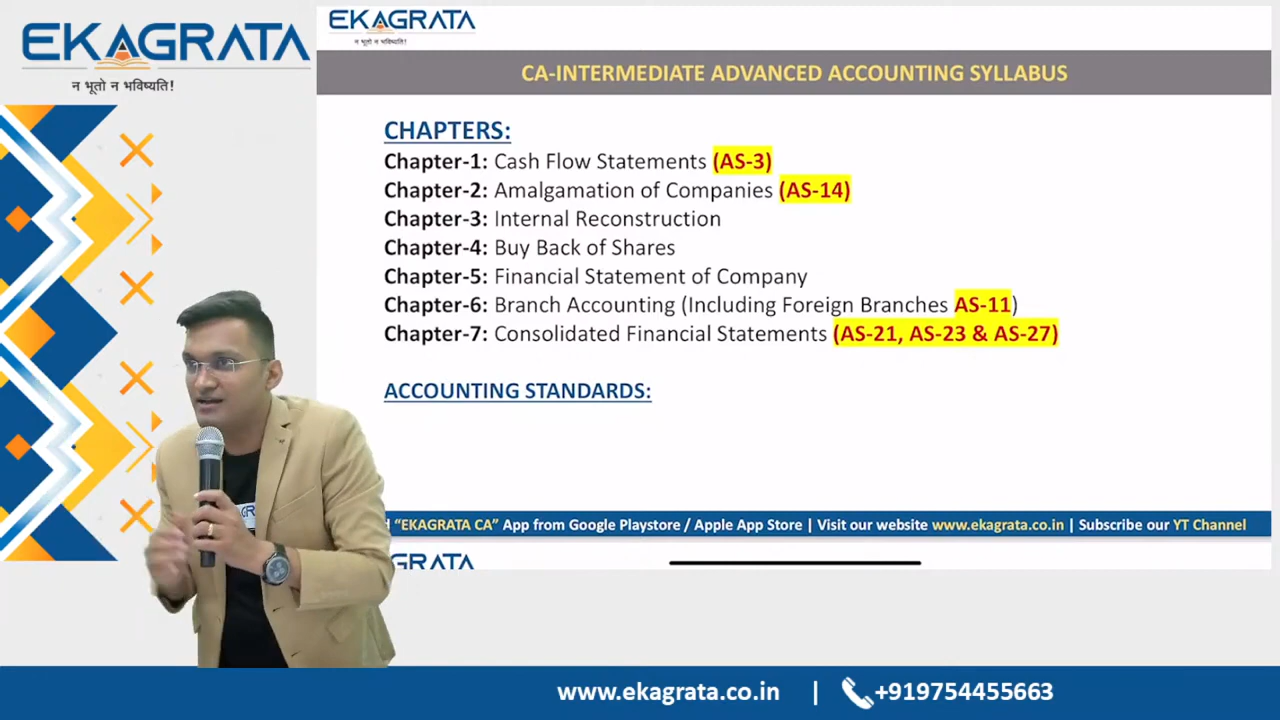 EKAGRATA
न भूतो न भविष्यति!
EKAGRATA
न भूतो न भविष्यति!
CA-INTERMEDIATE ADVANCED ACCOUNTING SYLLABUS
CHAPTERS:
Chapter-1: Cash Flow Statements (AS-3)
Chapter-2: Amalgamation of Companies (AS-14)
Chapter-3: Internal Reconstruction
Chapter-4: Buy Back of Shares
Chapter-5: Financial Statement of Company
Chapter-6: Branch Accounting (Including Foreign Branches AS-11)
Chapter-7: Consolidated Financial Statements (AS-21, AS-23 & AS-27)
ACCOUNTING STANDARDS:
"EKAGRATA CA" App from Google Playstore / Apple App Store | Visit our website www.ekagrata.co.in | Subscribe our YT Channel
www.ekagrata.co.in | +919754455663